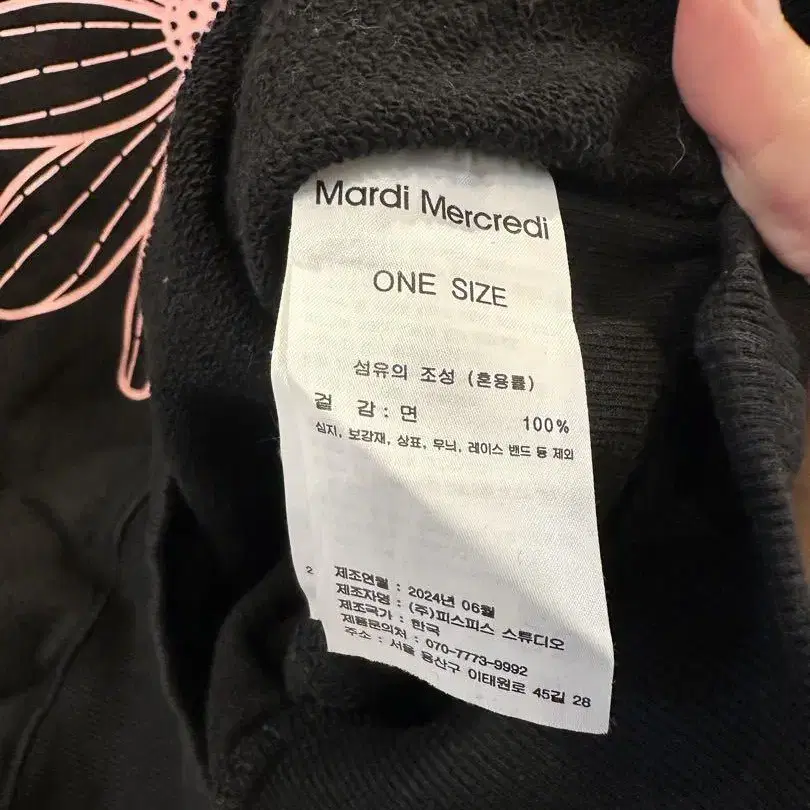 Mardi Mercredi
ONE SIZE
섬유의 조성 (혼용률)
겉 감 : 면 100%
심지, 보강재, 상표, 무늬, 레이스 밴드 등 제외
2
제조연월 : 2024년 06월
제조자명 : (주)피스피스 스튜디오
제조국가 : 한국
제품문의처 : 070-7773-9992
주소 : 서울 용산구 이태원로 45길 28